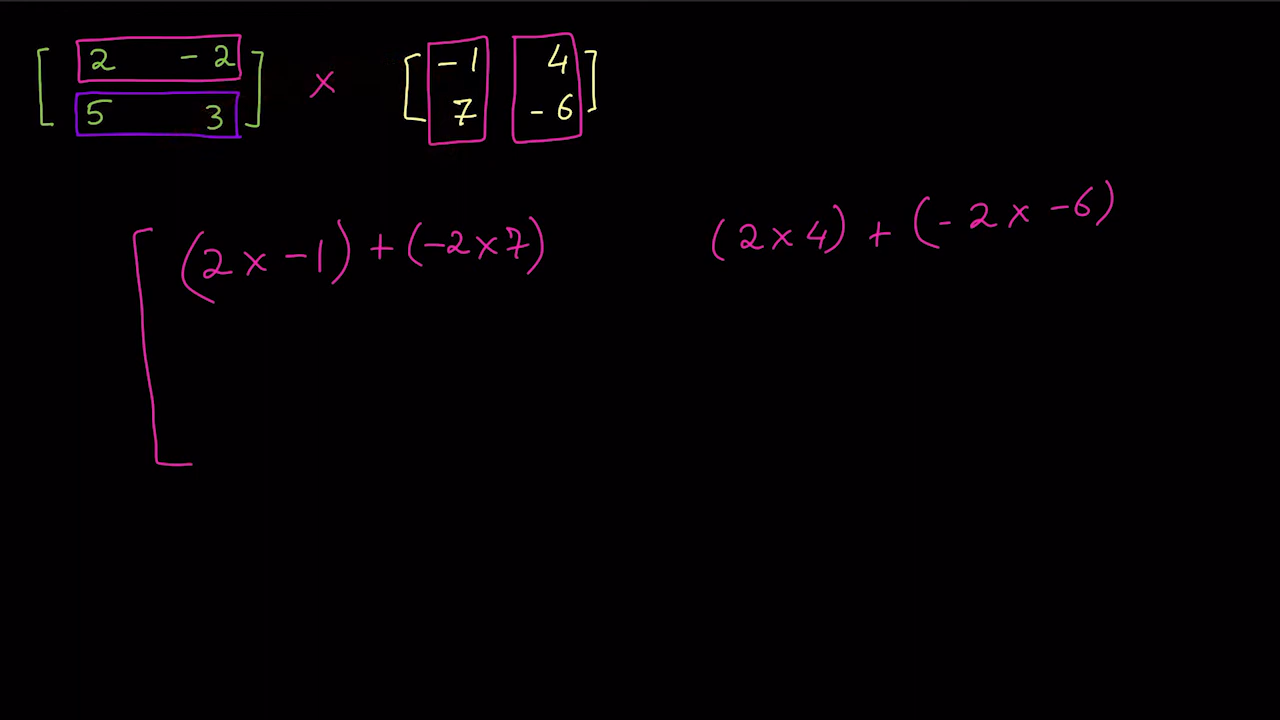 [ 2 - 2 ] x [ - 1 4 ]
5 3 7 - 6
[ (2 x - 1) + (-2 x 7) (2 x 4) + (- 2 x - 6)